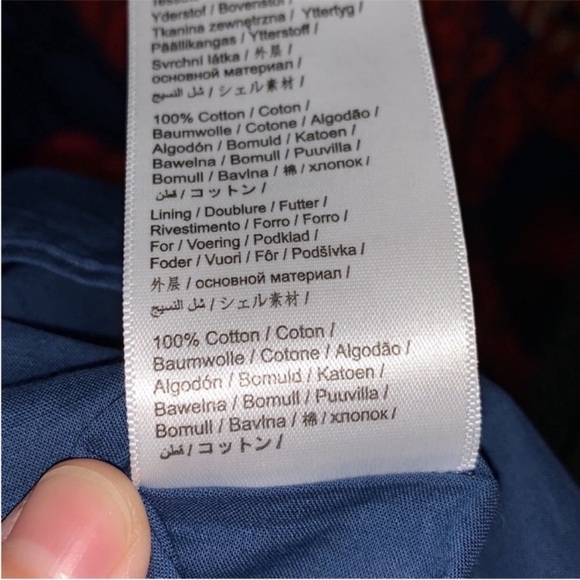 Yderstof / Bovenstof /
Tkanina zewnętrzna / Yttertyg /
Päällikangas / Ytterstoff /
Svrchní látka / 外层 /
основной материал /
شل النسيج / シェル素材 /
100% Cotton / Coton /
Baumwolle / Cotone / Algodão /
Algodón / Bomuld / Katoen /
Bawełna / Bomull / Puuvilla /
Bomull / Bavlna / 棉 / хлопок /
قطن / コットン /
Lining / Doublure / Futter /
Rivestimento / Forro / Forro /
For / Voering / Podkład /
Foder / Vuori / Fôr / Podšívka /
外层 / основной материал /
شل النسيج / シェル素材 /
100% Cotton / Coton /
Baumwolle / Cotone / Algodão /
Algodón / Bomuld / Katoen /
Bawełna / Bomull / Puuvilla /
Bomull / Bavlna / 棉 / хлопок /
قطن / コットン /